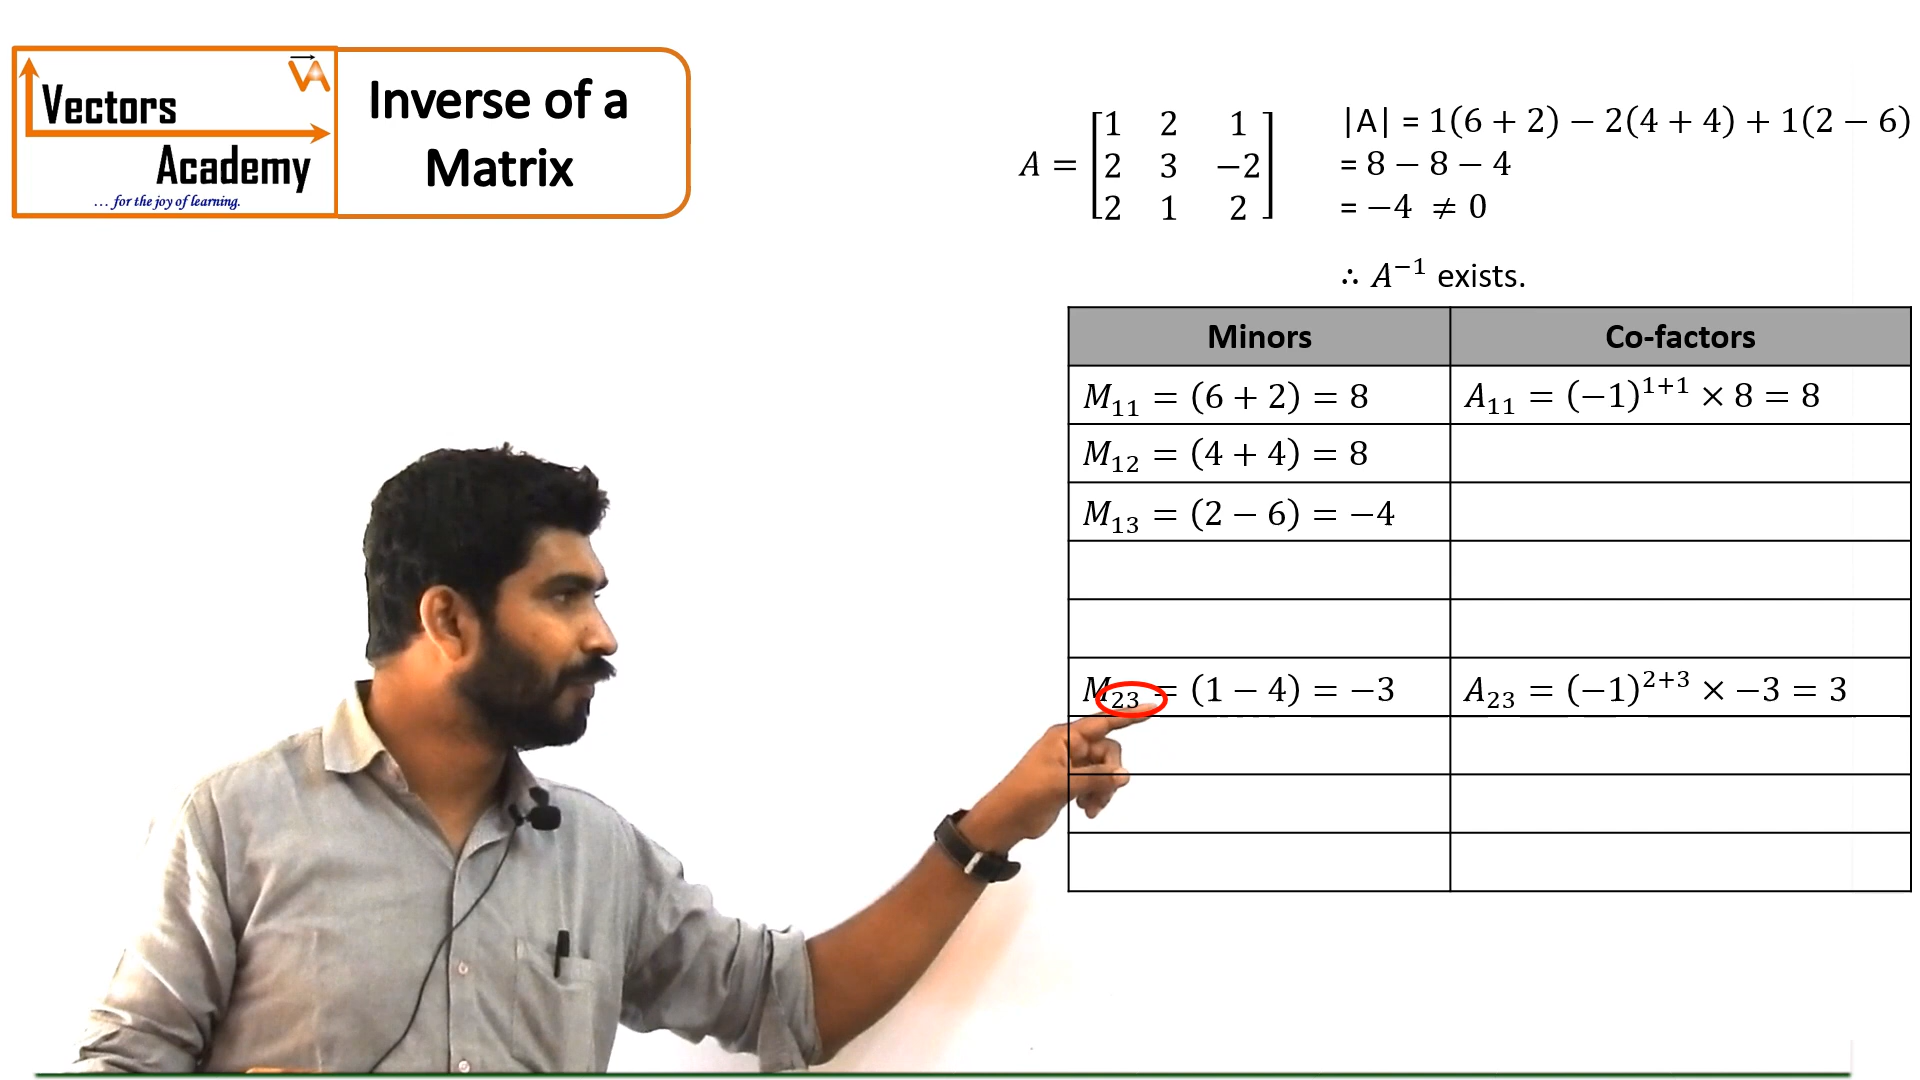 Vectors
Academy
... for the joy of learning.
Inverse of a
Matrix
A = [1 2 1
2 3 −2
2 1 2]
|A| = 1(6 + 2) − 2(4 + 4) + 1(2 − 6)
= 8 − 8 − 4
= −4 ≠ 0
∴ A⁻¹ exists.
Minors Co-factors
M₁₁ = (6 + 2) = 8 A₁₁ = (−1)¹⁺¹ × 8 = 8
M₁₂ = (4 + 4) = 8
M₁₃ = (2 − 6) = −4
M₂₃ = (1 − 4) = −3 A₂₃ = (−1)²⁺³ × −3 = 3